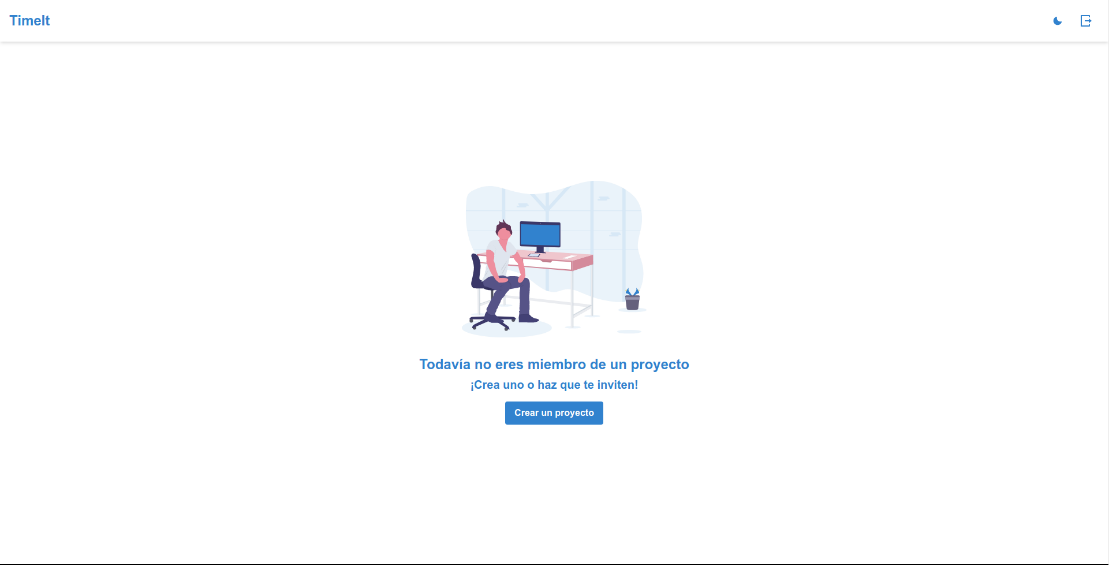 TimeIt
Todavía no eres miembro de un proyecto
¡Crea uno o haz que te inviten!
Crear un proyecto